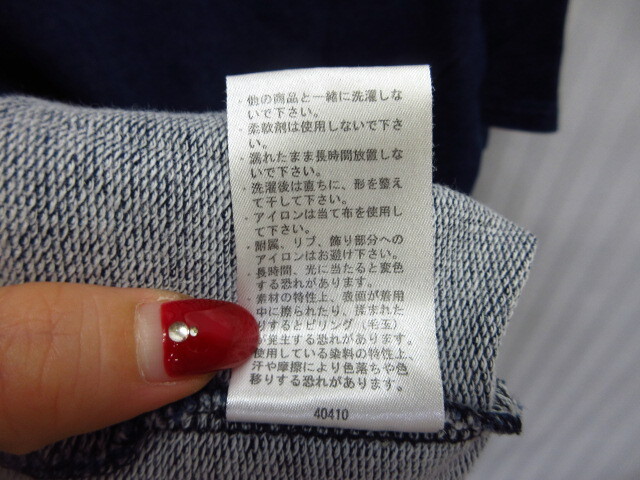 ・他の商品と一緒に洗濯しな
いで下さい。
・柔軟剤は使用しないで下さ
い。
・濡れたまま長時間放置しな
いで下さい。
・洗濯後は直ちに、形を整え
て干して下さい。
・アイロンは当て布を使用し
て下さい。
・附属、リブ、飾り部分への
アイロンはお避け下さい。
・長時間、光に当たると変色
する恐れがあります。
・素材の特性上、表面が着用
中に擦られたり、揉まれた
りするとピリング(毛玉)
が発生する恐れがあります。
使用している染料の特性上、
汗や摩擦により色落ちや色
移りする恐れがあります。
40410